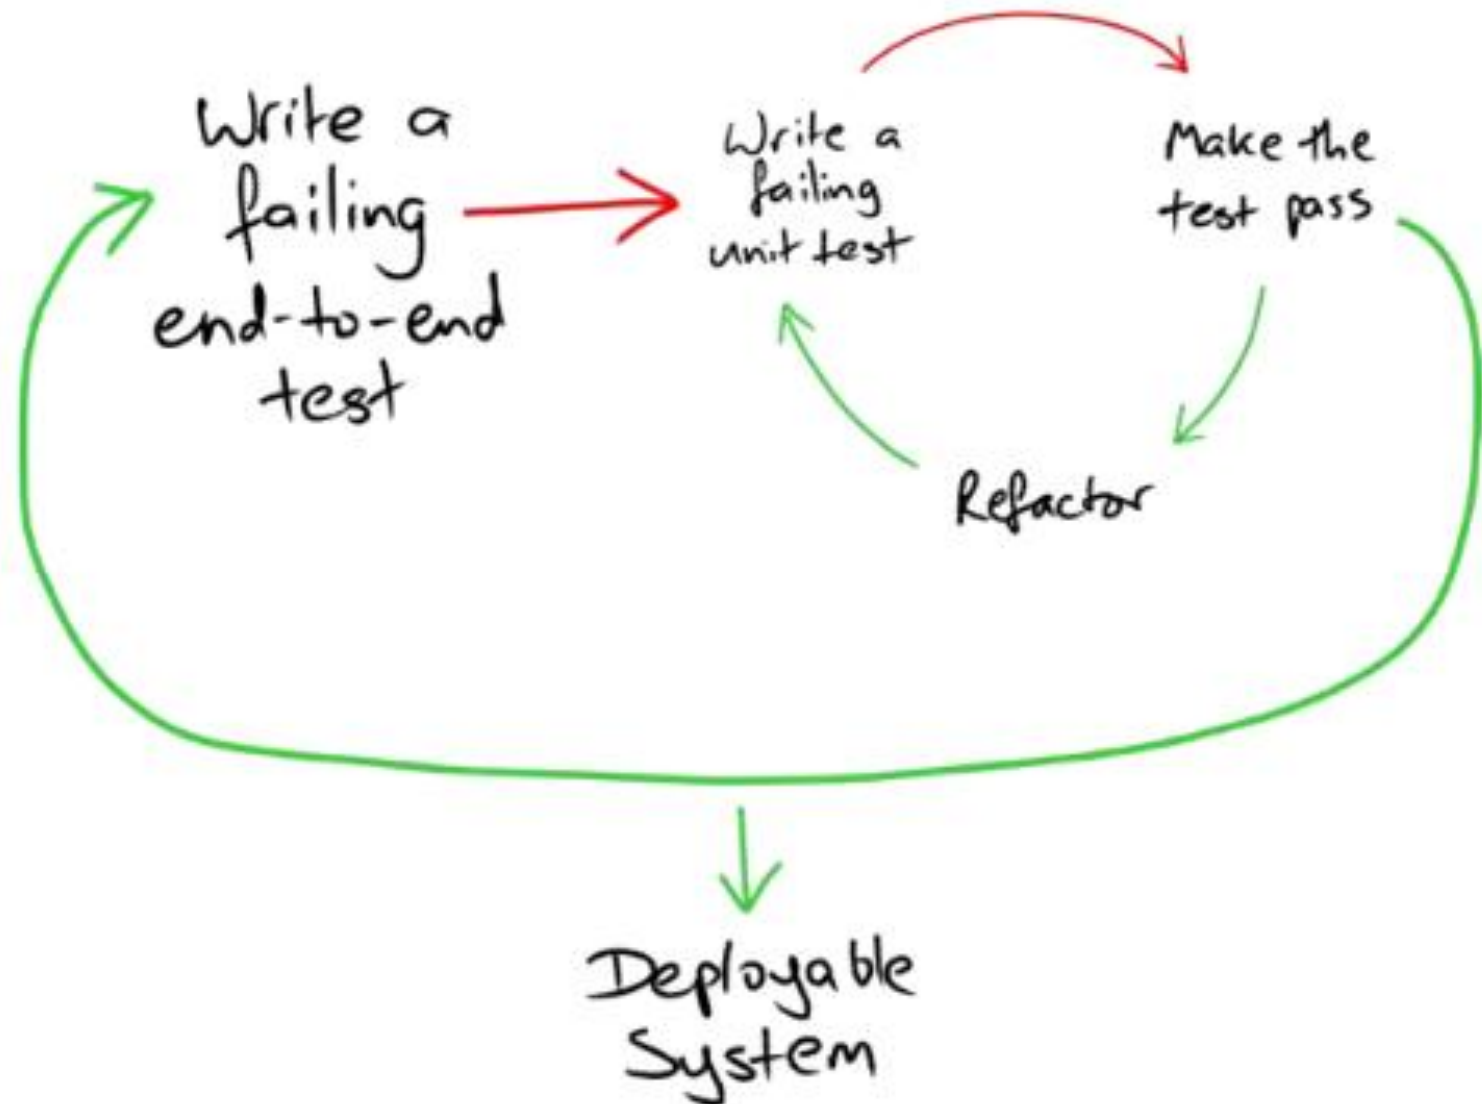 Write a
failing
end-to-end
test
Write a
failing
unit test
Make the
test pass
Refactor
Deployable
System